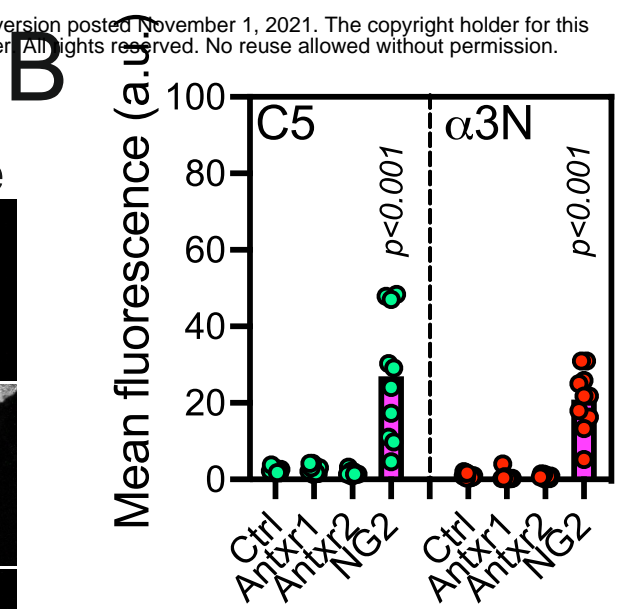 version posted November 1, 2021. The copyright holder for this
All rights reserved. No reuse allowed without permission.
B
Mean fluorescence (a.u.)
100
80
60
40
20
0
C5
α3N
p<0.001
p<0.001
Ctrl
Antxr1
Antxr2
NG2
Ctrl
Antxr1
Antxr2
NG2